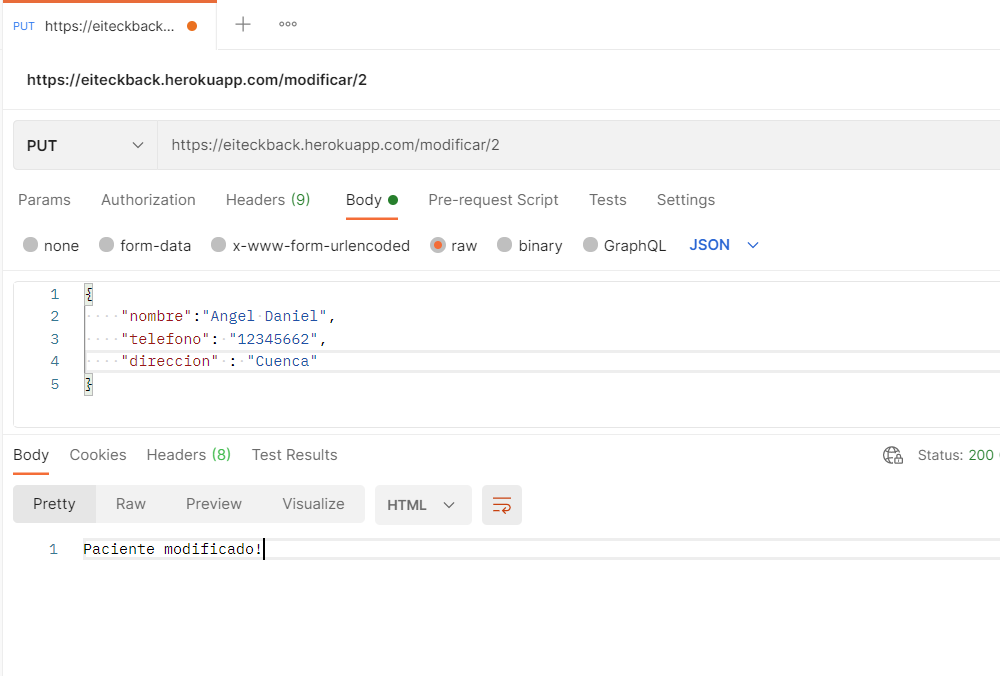 PUT https://eiteckback...
https://eiteckback.herokuapp.com/modificar/2
PUT https://eiteckback.herokuapp.com/modificar/2
Params Authorization Headers (9) Body Pre-request Script Tests Settings
none form-data x-www-form-urlencoded raw binary GraphQL JSON
1 {
2 "nombre":"Angel Daniel",
3 "telefono": "12345662",
4 "direccion" : "Cuenca"
5 }
Body Cookies Headers (8) Test Results Status: 200
Pretty Raw Preview Visualize HTML
1 Paciente modificado!